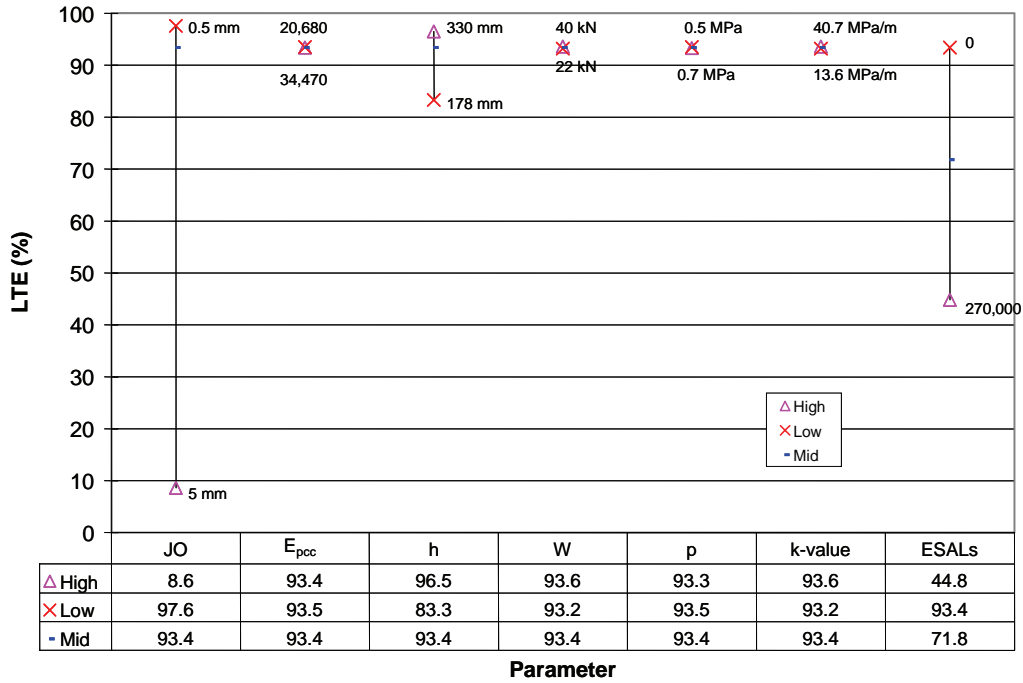 100
90
80
70
60
50
40
30
20
10
0
LTE (%)
0.5 mm
5 mm
20,680
34,470
330 mm
178 mm
40 kN
22 kN
0.5 MPa
0.7 MPa
40.7 MPa/m
13.6 MPa/m
0
270,000
High
Low
Mid
JO Epcc h W p k-value ESALs
High 8.6 93.4 96.5 93.6 93.3 93.6 44.8
Low 97.6 93.5 83.3 93.2 93.5 93.2 93.4
Mid 93.4 93.4 93.4 93.4 93.4 93.4 71.8
Parameter